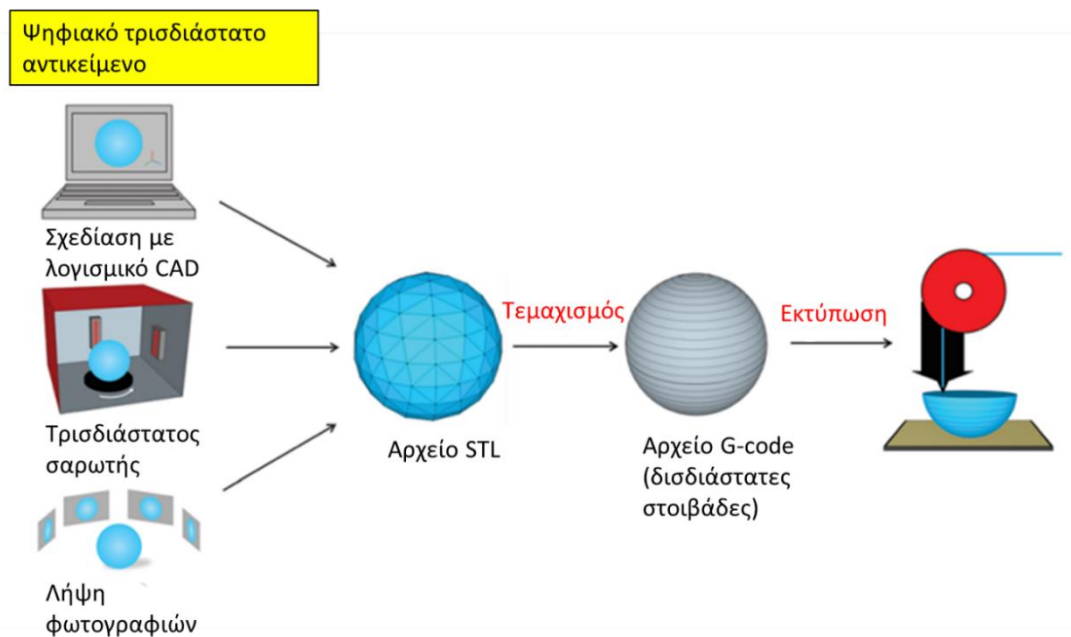 Ψηφιακό τρισδιάστατο
αντικείμενο
Σχεδίαση με
λογισμικό CAD
Τρισδιάστατος
σαρωτής
Λήψη
φωτογραφιών
Αρχείο STL
Τεμαχισμός
Αρχείο G-code
(δισδιάστατες
στοιβάδες)
Εκτύπωση